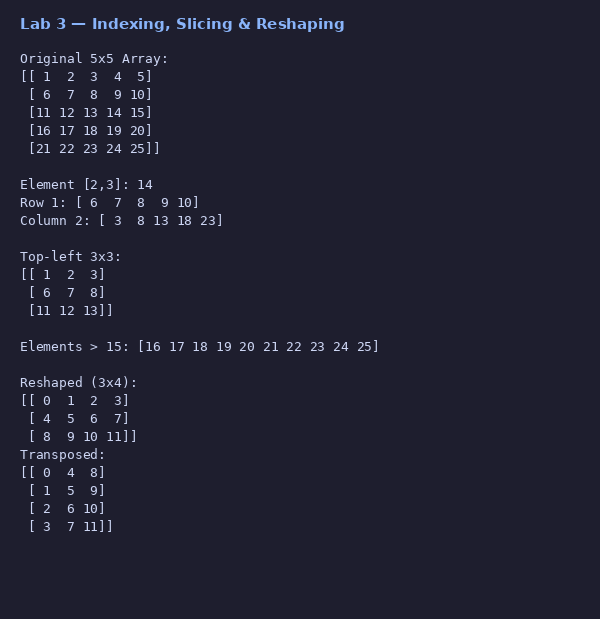 Lab 3 — Indexing, Slicing & Reshaping
Original 5x5 Array:
[[ 1  2  3  4  5]
 [ 6  7  8  9 10]
 [11 12 13 14 15]
 [16 17 18 19 20]
 [21 22 23 24 25]]
Element [2,3]: 14
Row 1: [ 6  7  8  9 10]
Column 2: [ 3  8 13 18 23]
Top-left 3x3:
[[ 1  2  3]
 [ 6  7  8]
 [11 12 13]]
Elements > 15: [16 17 18 19 20 21 22 23 24 25]
Reshaped (3x4):
[[ 0  1  2  3]
 [ 4  5  6  7]
 [ 8  9 10 11]]
Transposed:
[[ 0  4  8]
 [ 1  5  9]
 [ 2  6 10]
 [ 3  7 11]]